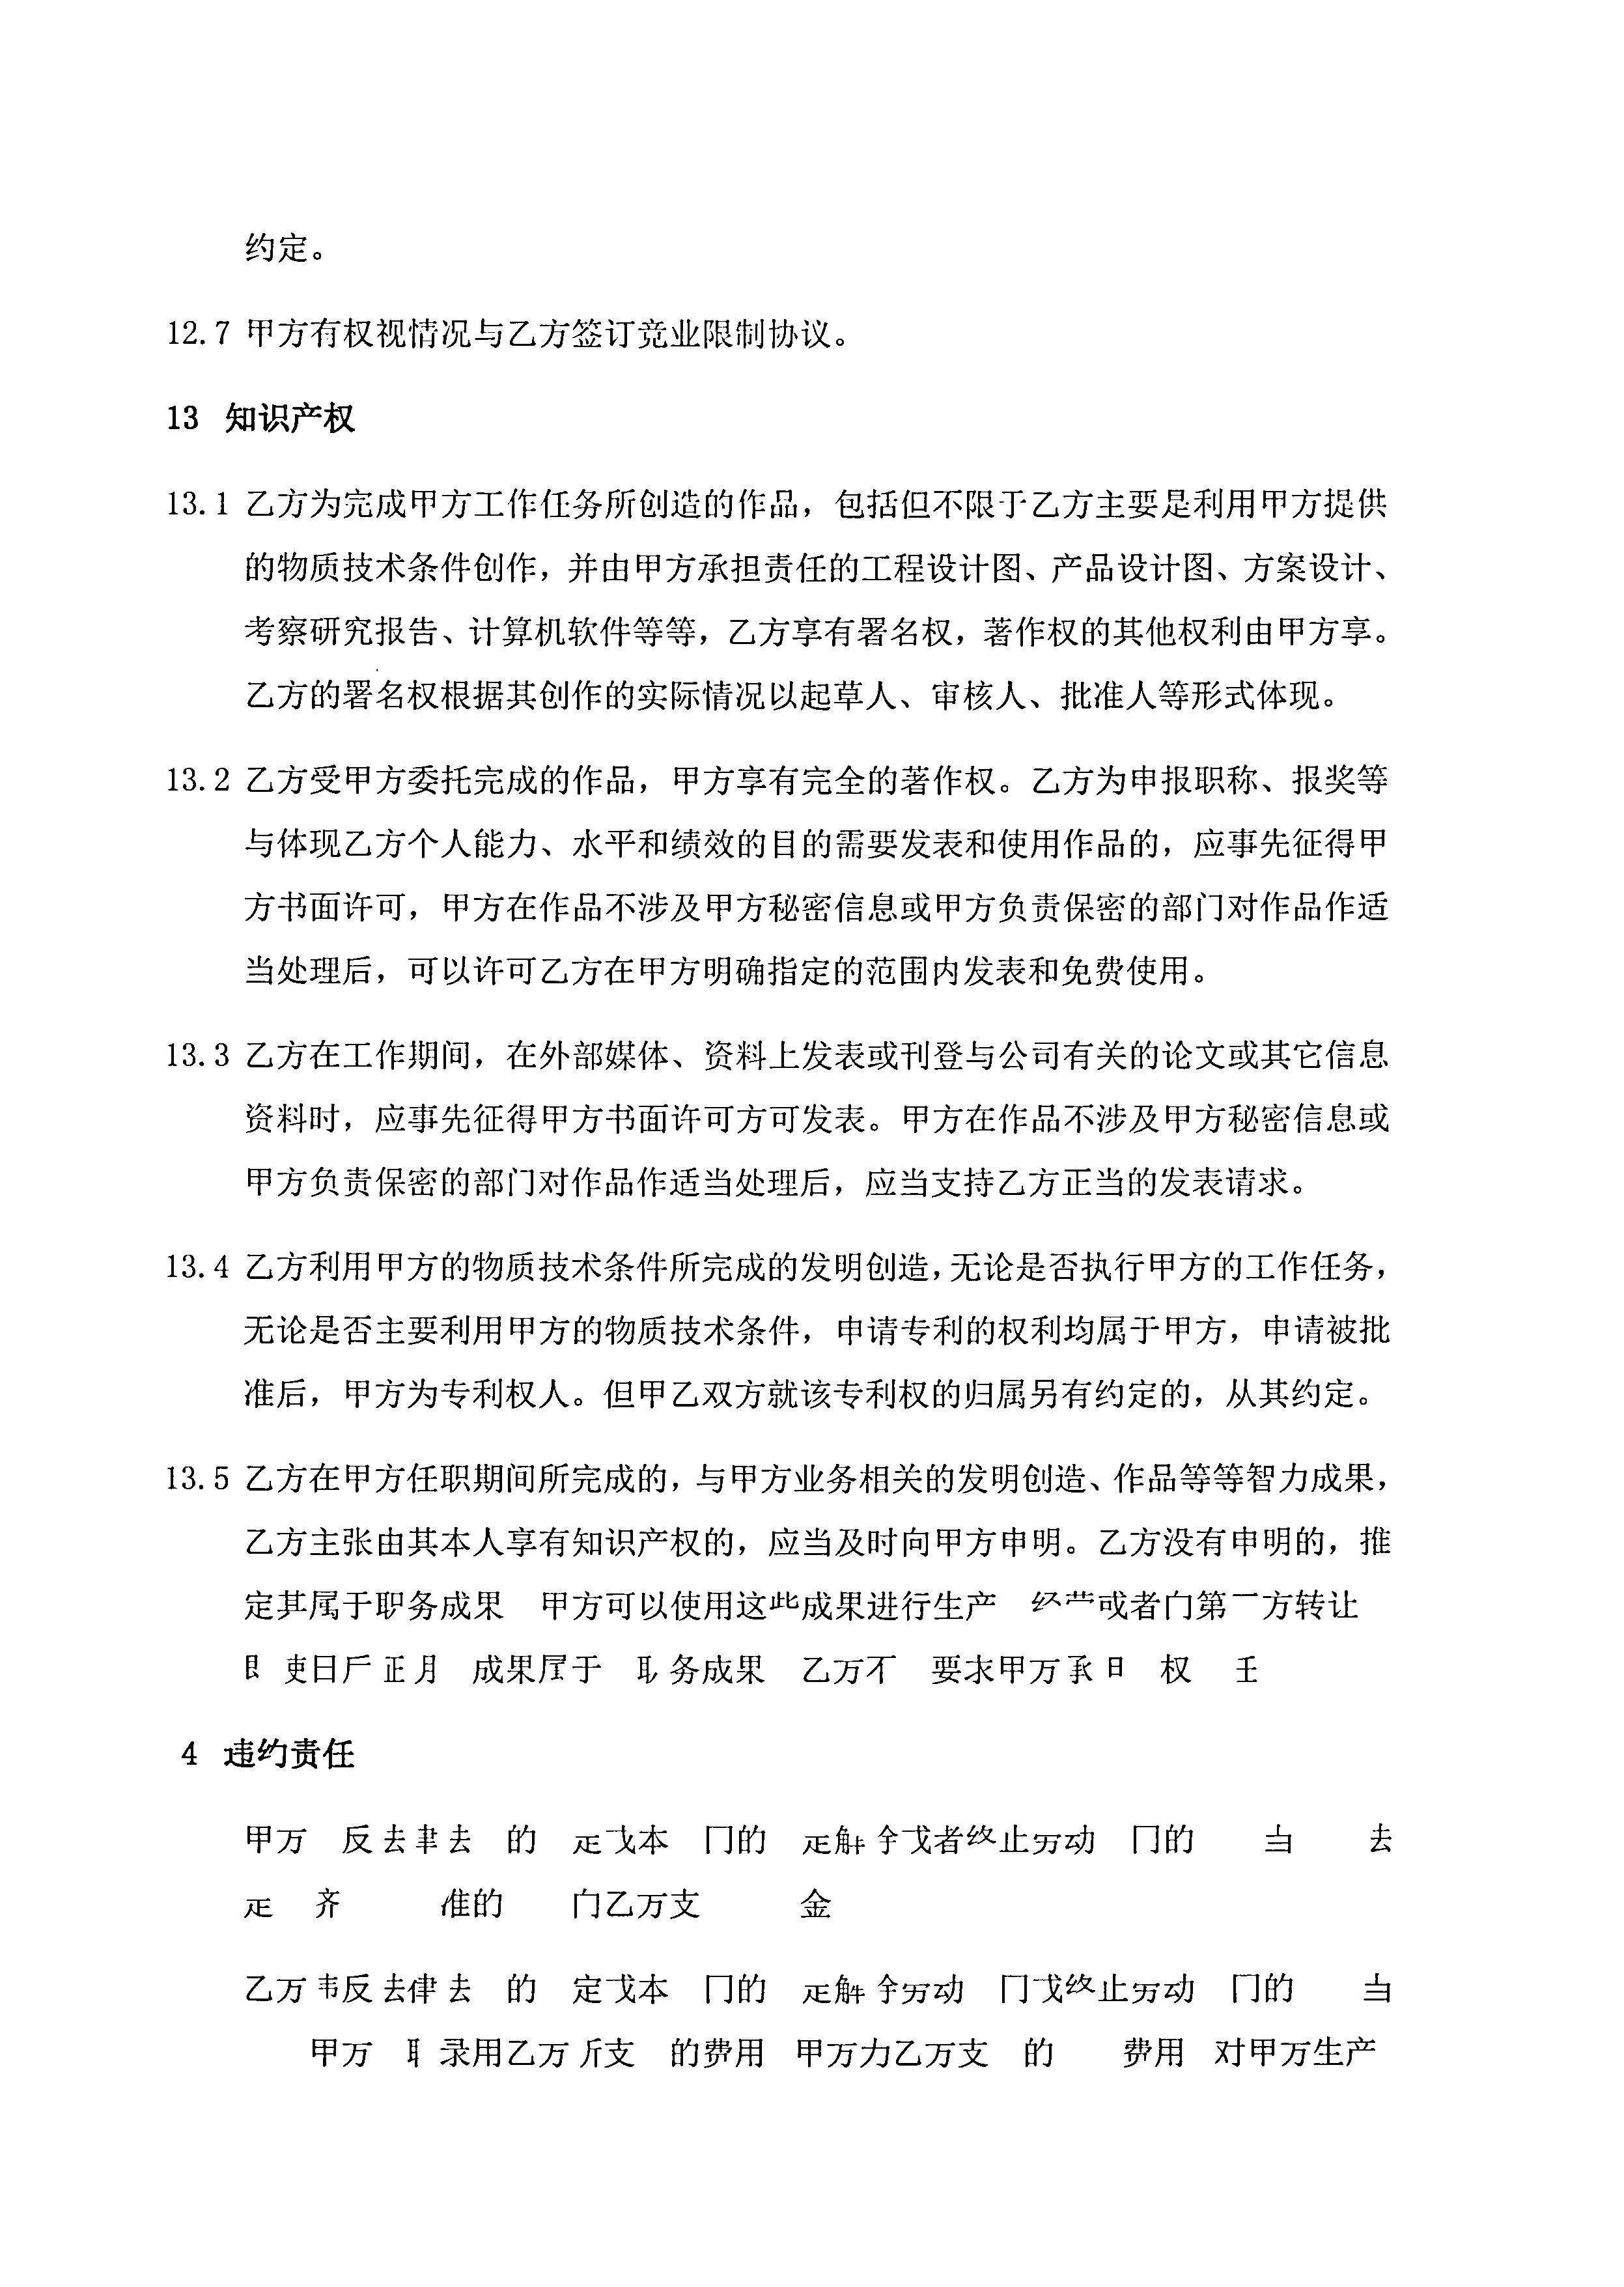 约定。
12.7 甲方有权视情况与乙方签订竞业限制协议。
13 知识产权
13.1 乙方为完成甲方工作任务所创造的作品，包括但不限于乙方主要是利用甲方提供
的物质技术条件创作，并由甲方承担责任的工程设计图、产品设计图、方案设计、
考察研究报告、计算机软件等等，乙方享有署名权，著作权的其他权利由甲方享。
乙方的署名权根据其创作的实际情况以起草人、审核人、批准人等形式体现。
13.2 乙方受甲方委托完成的作品，甲方享有完全的著作权。乙方为申报职称、报奖等
与体现乙方个人能力、水平和绩效的目的需要发表和使用作品的，应事先征得甲
方书面许可，甲方在作品不涉及甲方秘密信息或甲方负责保密的部门对作品作适
当处理后，可以许可乙方在甲方明确指定的范围内发表和免费使用。
13.3 乙方在工作期间，在外部媒体、资料上发表或刊登与公司有关的论文或其它信息
资料时，应事先征得甲方书面许可方可发表。甲方在作品不涉及甲方秘密信息或
甲方负责保密的部门对作品作适当处理后，应当支持乙方正当的发表请求。
13.4 乙方利用甲方的物质技术条件所完成的发明创造，无论是否执行甲方的工作任务，
无论是否主要利用甲方的物质技术条件，申请专利的权利均属于甲方，申请被批
准后，甲方为专利权人。但甲乙双方就该专利权的归属另有约定的，从其约定。
13.5 乙方在甲方任职期间所完成的，与甲方业务相关的发明创造、作品等等智力成果，
乙方主张由其本人享有知识产权的，应当及时向甲方申明。乙方没有申明的，推
定其属于职务成果 甲方可以使用这些成果进行生产 经营或者 第 方转让
成果属于 职务成果 乙方不 要求甲方承 权
4 违约责任
甲方 反 的 本 的 解 或者终止劳动 的 当
准的 乙方支 金
乙方 反 的 定 本 的 解 劳动 终止劳动 的 当
甲方 录用乙方所支 的费用 甲方为乙方支 的 费用 对甲方生产